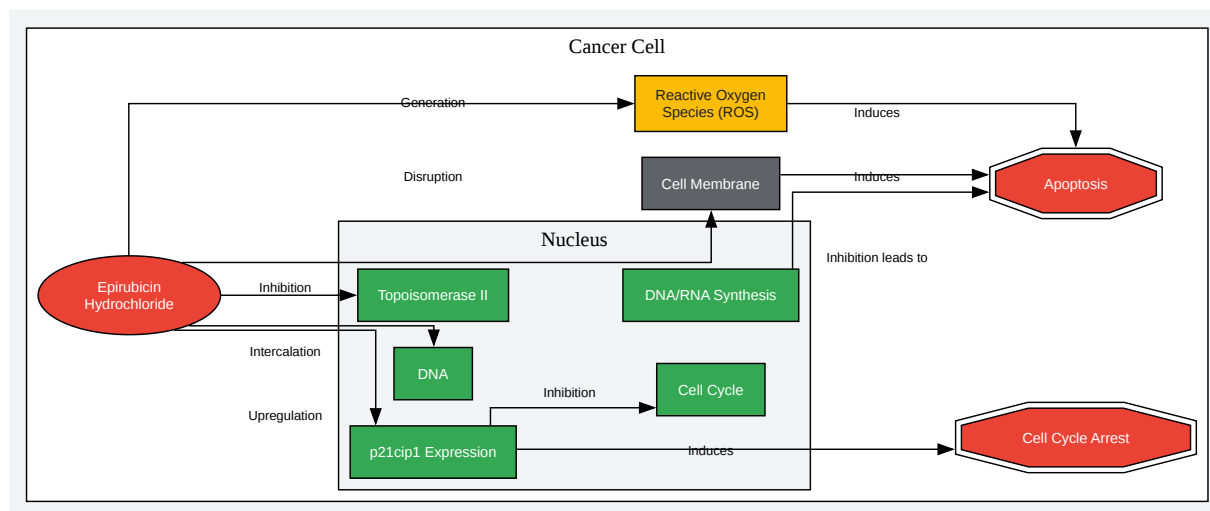 Cancer Cell
Generation
Reactive Oxygen
Species (ROS)
Induces
Disruption
Cell Membrane
Induces
Apoptosis
Nucleus
Inhibition leads to
Epirubicin
Hydrochloride
Inhibition
Topoisomerase II
DNA/RNA Synthesis
Intercalation
DNA
Inhibition
Cell Cycle
Upregulation
p21cip1 Expression
Induces
Cell Cycle Arrest